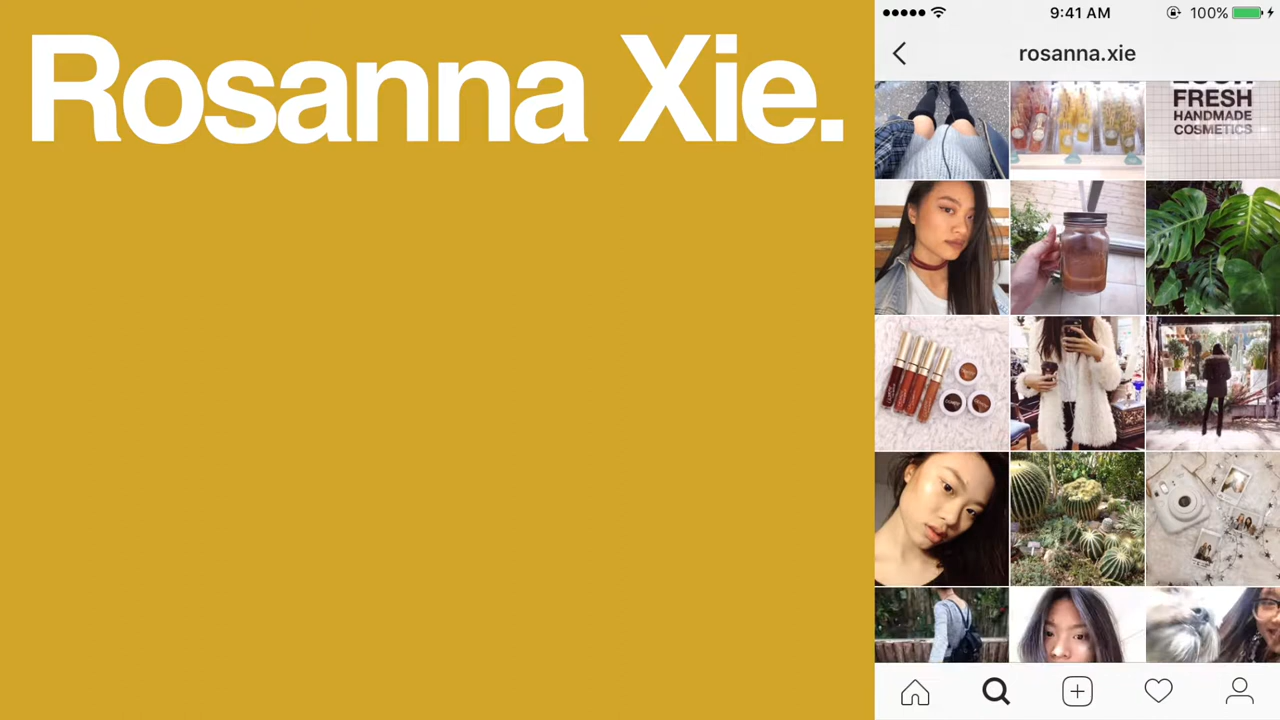 Rosanna Xie.
9:41 AM
100%
rosanna.xie
FRESH
HANDMADE
COSMETICS